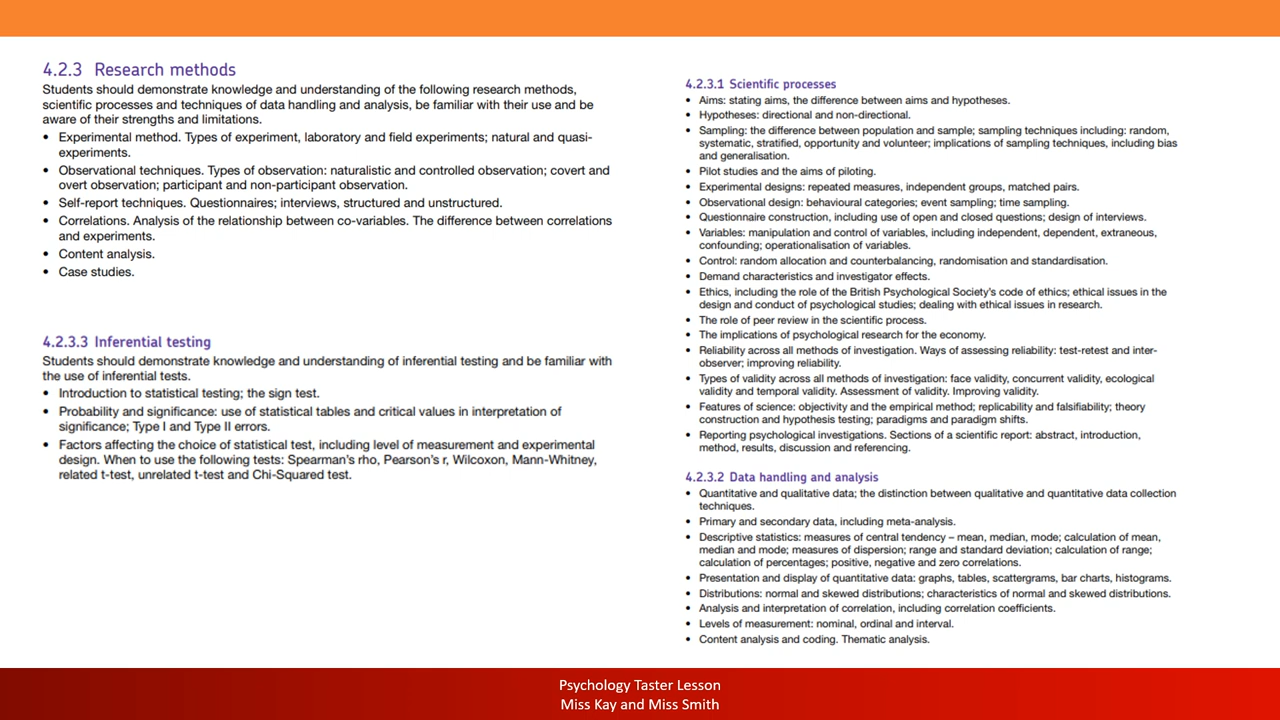 4.2.3 Research methods
Students should demonstrate knowledge and understanding of the following research methods,
scientific processes and techniques of data handling and analysis, be familiar with their use and be
aware of their strengths and limitations.
• Experimental method. Types of experiment, laboratory and field experiments; natural and quasi-
experiments.
• Observational techniques. Types of observation: naturalistic and controlled observation; covert and
overt observation; participant and non-participant observation.
• Self-report techniques. Questionnaires; interviews, structured and unstructured.
• Correlations. Analysis of the relationship between co-variables. The difference between correlations
and experiments.
• Content analysis.
• Case studies.
4.2.3.3 Inferential testing
Students should demonstrate knowledge and understanding of inferential testing and be familiar with
the use of inferential tests.
• Introduction to statistical testing; the sign test.
• Probability and significance: use of statistical tables and critical values in interpretation of
significance; Type I and Type II errors.
• Factors affecting the choice of statistical test, including level of measurement and experimental
design. When to use the following tests: Spearman's rho, Pearson's r, Wilcoxon, Mann-Whitney,
related t-test, unrelated t-test and Chi-Squared test.
4.2.3.1 Scientific processes
• Aims: stating aims, the difference between aims and hypotheses.
• Hypotheses: directional and non-directional.
• Sampling: the difference between population and sample; sampling techniques including: random,
systematic, stratified, opportunity and volunteer; implications of sampling techniques, including bias
and generalisation.
• Pilot studies and the aims of piloting.
• Experimental designs: repeated measures, independent groups, matched pairs.
• Observational design: behavioural categories; event sampling; time sampling.
• Questionnaire construction, including use of open and closed questions; design of interviews.
• Variables: manipulation and control of variables, including independent, dependent, extraneous,
confounding; operationalisation of variables.
• Control: random allocation and counterbalancing, randomisation and standardisation.
• Demand characteristics and investigator effects.
• Ethics, including the role of the British Psychological Society's code of ethics; ethical issues in the
design and conduct of psychological studies; dealing with ethical issues in research.
• The role of peer review in the scientific process.
• The implications of psychological research for the economy.
• Reliability across all methods of investigation. Ways of assessing reliability: test-retest and inter-
observer; improving reliability.
• Types of validity across all methods of investigation: face validity, concurrent validity, ecological
validity and temporal validity. Assessment of validity. Improving validity.
• Features of science: objectivity and the empirical method; replicability and falsifiability; theory
construction and hypothesis testing; paradigms and paradigm shifts.
• Reporting psychological investigations. Sections of a scientific report: abstract, introduction,
method, results, discussion and referencing.
4.2.3.2 Data handling and analysis
• Quantitative and qualitative data; the distinction between qualitative and quantitative data collection
techniques.
• Primary and secondary data, including meta-analysis.
• Descriptive statistics: measures of central tendency – mean, median, mode; calculation of mean,
median and mode; measures of dispersion; range and standard deviation; calculation of range;
calculation of percentages; positive, negative and zero correlations.
• Presentation and display of quantitative data: graphs, tables, scattergrams, bar charts, histograms.
• Distributions: normal and skewed distributions; characteristics of normal and skewed distributions.
• Analysis and interpretation of correlation, including correlation coefficients.
• Levels of measurement: nominal, ordinal and interval.
• Content analysis and coding. Thematic analysis.
Psychology Taster Lesson
Miss Kay and Miss Smith